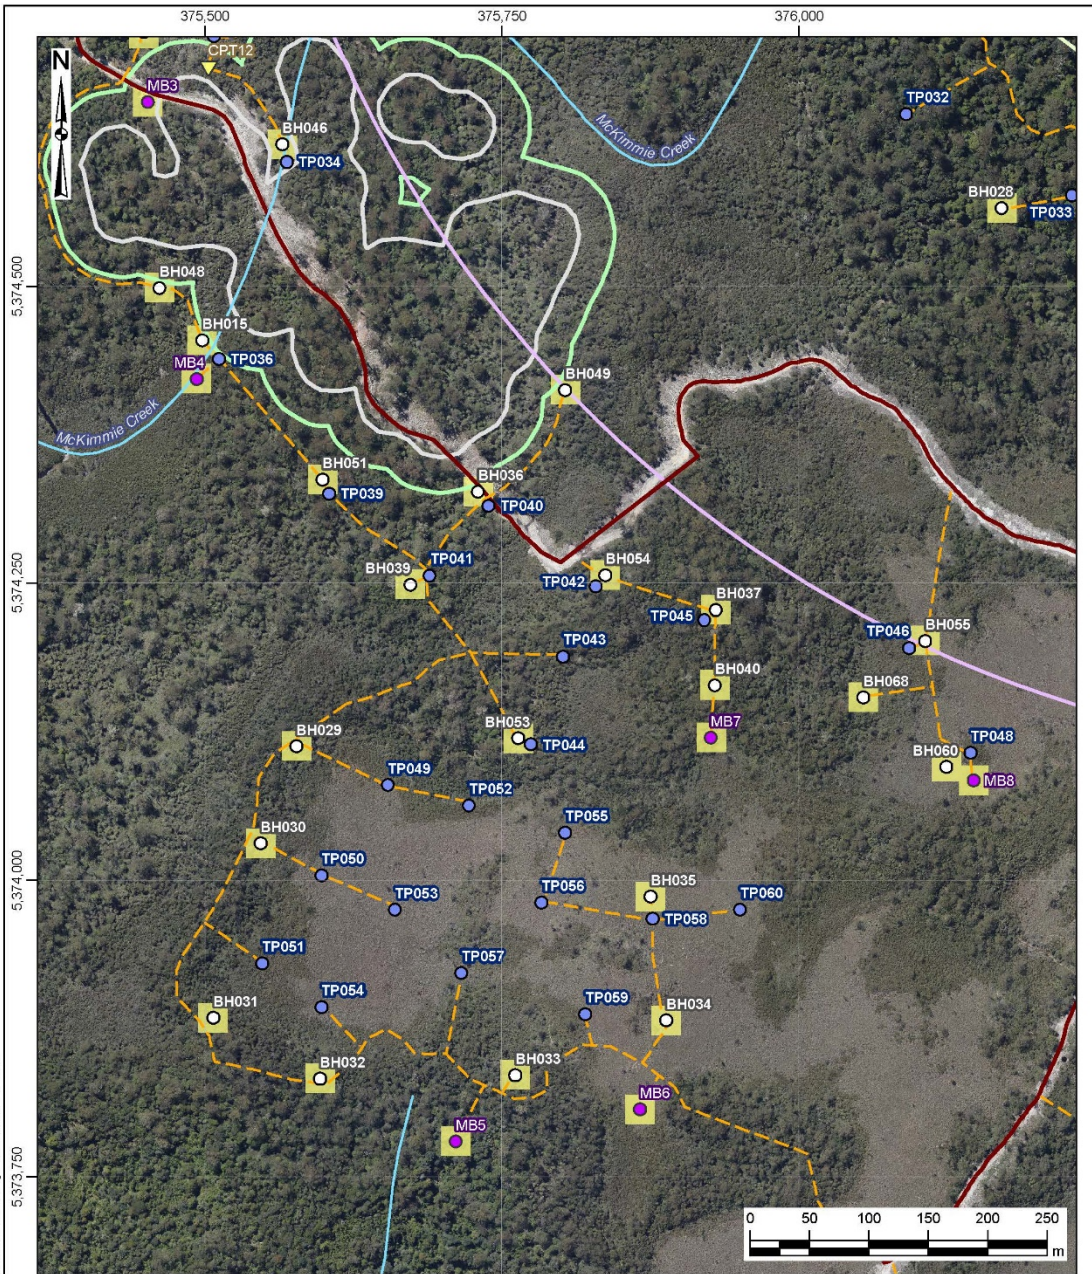 375,500
375,750
376,000
N
CPT12
MB3
TP032
BH046
McKimmie Creek
TP034
BH028
TP033
5,374,500
BH048
BH015
MB4
TP036
BH049
McKimmie Creek
BH051
BH036
TP039
TP040
TP041
BH054
BH039
TP042
5,374,250
BH037
TP045
TP043
TP046
BH055
BH040
BH068
BH053
MB7
BH029
TP044
TP048
BH060
MB8
TP049
TP052
BH030
TP055
TP050
5,374,000
TP053
TP056
BH035
TP060
TP058
TP051
TP057
TP054
TP059
BH031
BH034
BH032
BH033
MB6
MB5
5,373,750
0 50 100 150 200 250
m